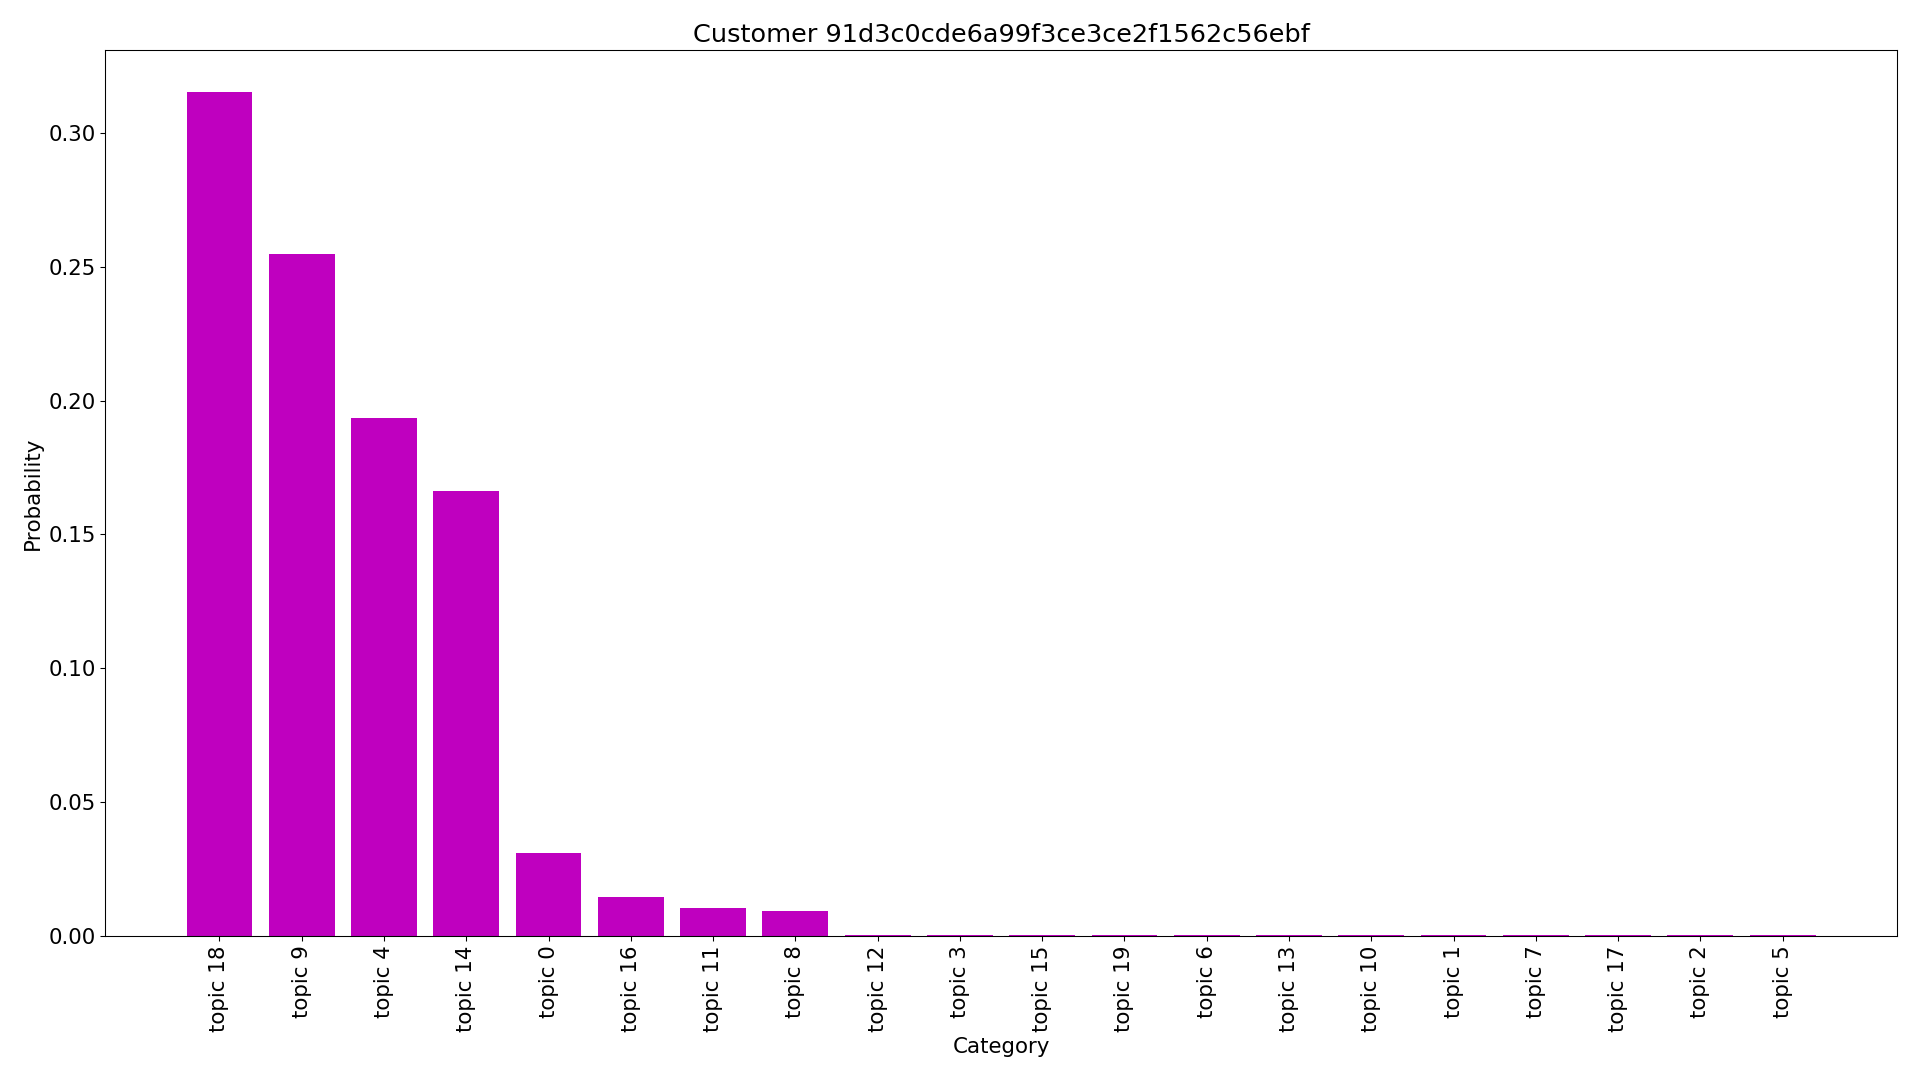 Customer 91d3c0cde6a99f3ce3ce2f1562c56ebf
Probability
0.30
0.25
0.20
0.15
0.10
0.05
0.00
topic 18
topic 9
topic 4
topic 14
topic 0
topic 16
topic 11
topic 8
topic 12
topic 3
topic 15
topic 19
topic 6
topic 13
topic 10
topic 1
topic 7
topic 17
topic 2
topic 5
Category